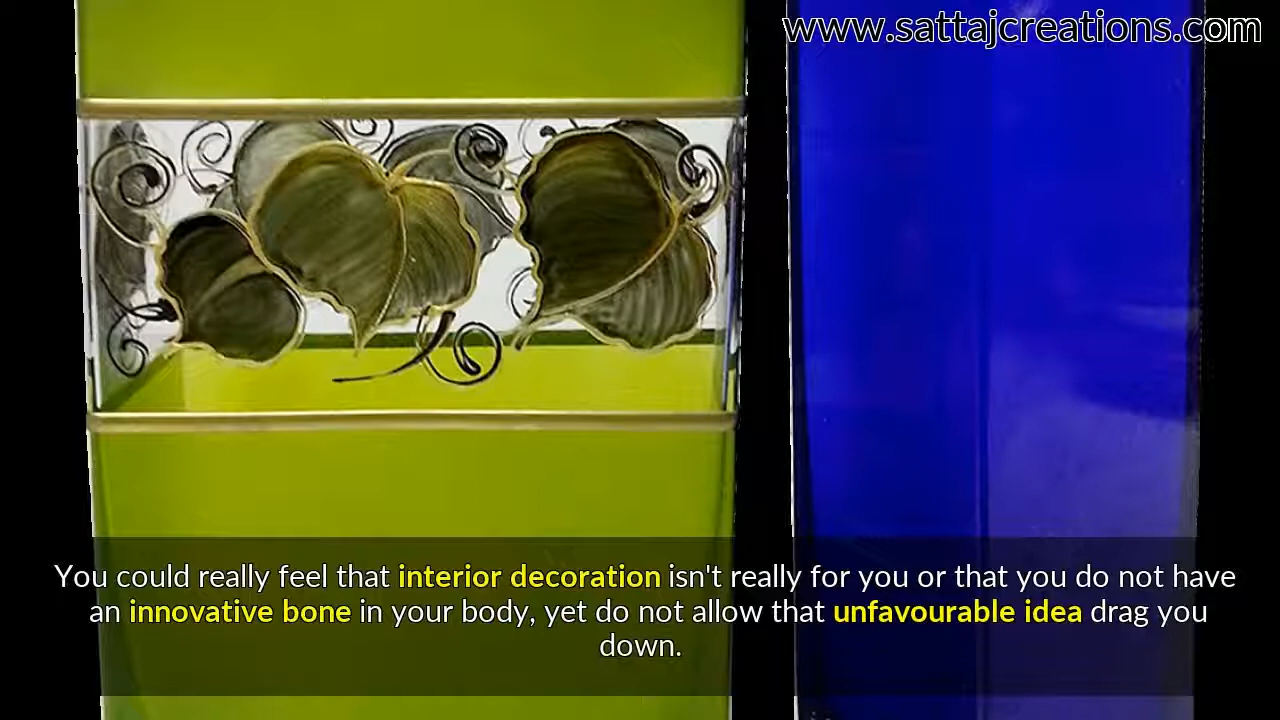 www.sattajcreations.com
You could really feel that interior decoration isn't really for you or that you do not have
an innovative bone in your body, yet do not allow that unfavourable idea drag you
down.